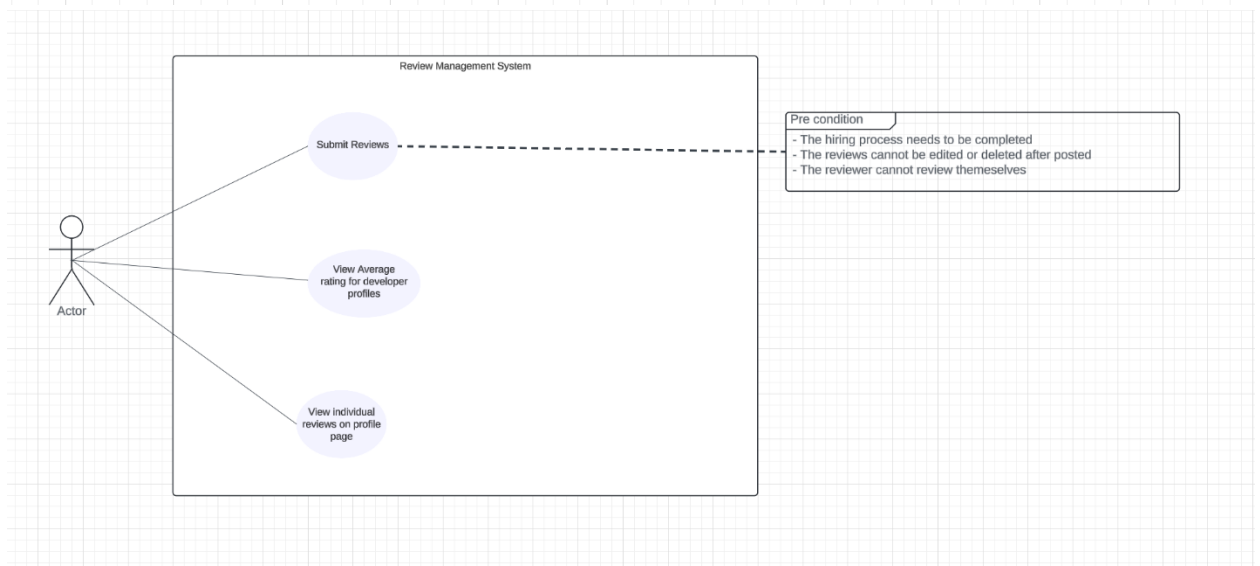 Review Management System
Pre condition
- The hiring process needs to be completed
- The reviews cannot be edited or deleted after posted
- The reviewer cannot review themeselves
Submit Reviews
View Average
rating for developer
profiles
Actor
View individual
reviews on profile
page